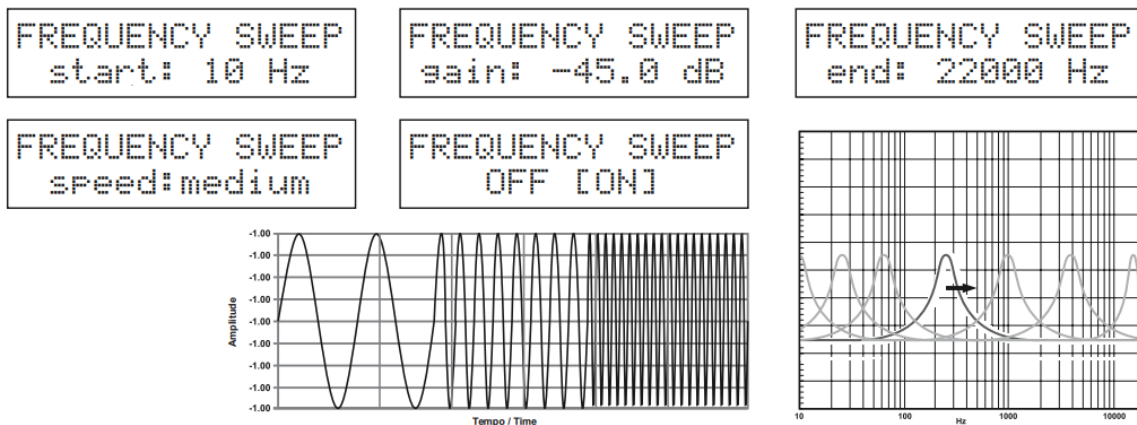 FREQUENCY SWEEP
start: 10 Hz
FREQUENCY SWEEP
gain: -45.0 dB
FREQUENCY SWEEP
end: 22000 Hz
FREQUENCY SWEEP
speed:medium
FREQUENCY SWEEP
OFF [ON]
Amplitude
-1.00
-1.00
-1.00
-1.00
-1.00
-1.00
-1.00
-1.00
-1.00
Tempo / Time
10
100
1000
10000
Hz